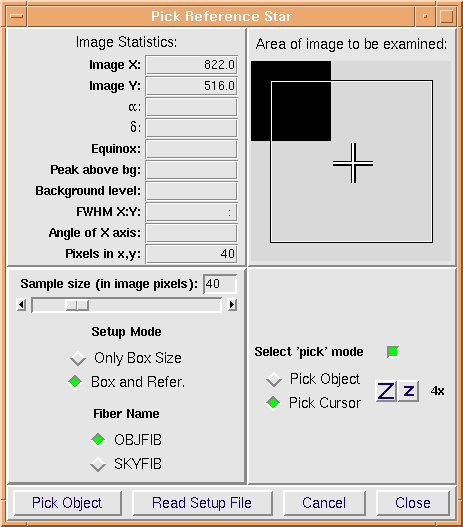 Pick Reference Star
Image Statistics:
Image X: 822.0
Image Y: 516.0
α:
δ:
Equinox:
Peak above bg:
Background level:
FWHM X:Y: :
Angle of X axis:
Pixels in x,y: 40
Area of image to be examined:
Sample size (in image pixels): 40
Setup Mode
Only Box Size
Box and Refer.
Fiber Name
OBJFIB
SKYFIB
Select 'pick' mode
Pick Object
Pick Cursor
Z z 4x
Pick Object Read Setup File Cancel Close